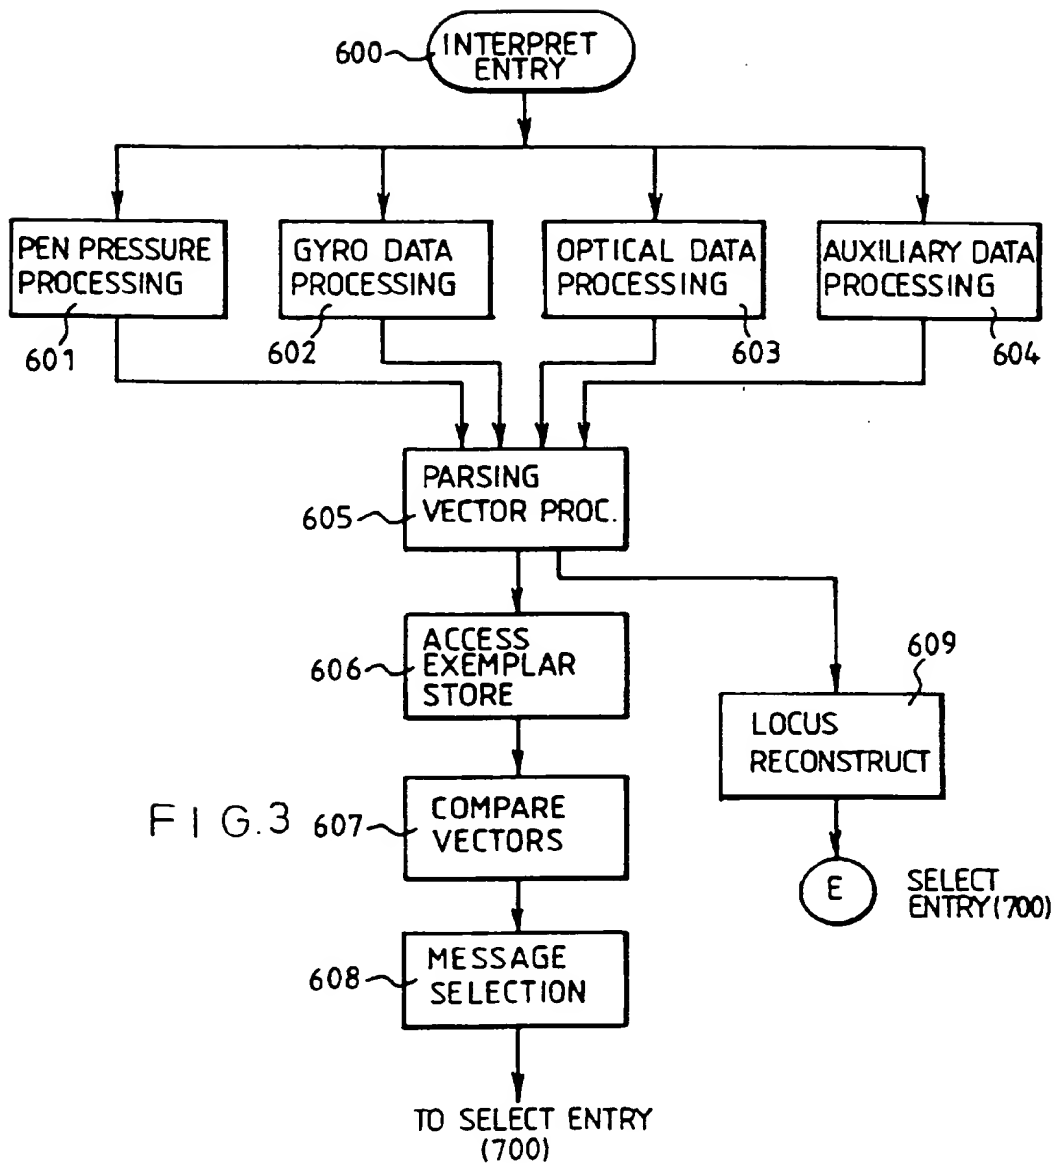 600
INTERPRET
ENTRY
PEN PRESSURE
PROCESSING
601
GYRO DATA
PROCESSING
602
OPTICAL DATA
PROCESSING
603
AUXILIARY DATA
PROCESSING
604
PARSING
VECTOR PROC.
605
ACCESS
EXEMPLAR
STORE
606
609
LOCUS
RECONSTRUCT
FIG.3
607
COMPARE
VECTORS
E
SELECT
ENTRY(700)
608
MESSAGE
SELECTION
TO SELECT ENTRY
(700)